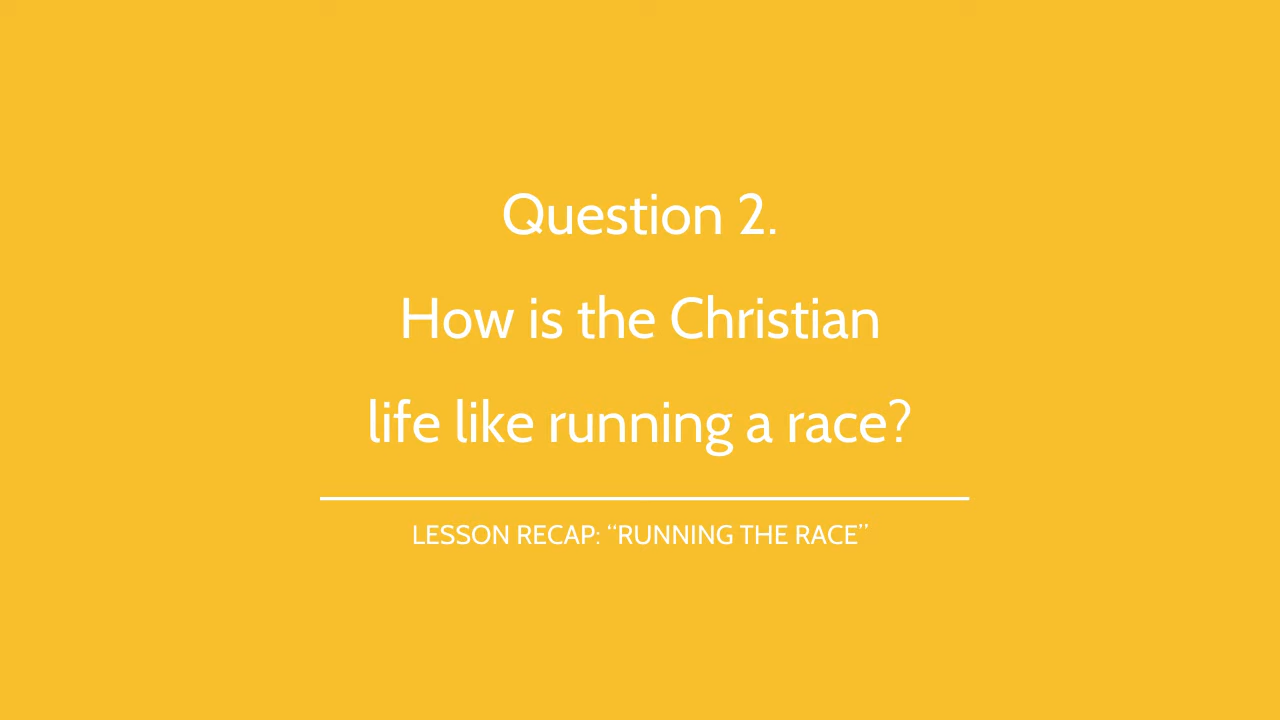 Question 2.
How is the Christian
life like running a race?
LESSON RECAP: “RUNNING THE RACE”